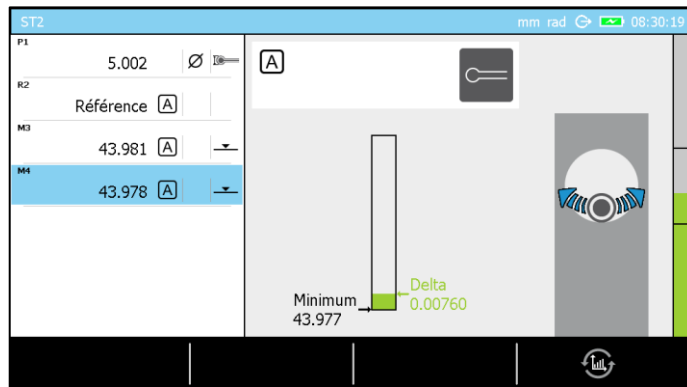 ST2
mm rad 08:30:19
P1
5.002 Ø
R2
Référence A
M3
43.981 A
M4
43.978 A
A
Delta
0.00760
Minimum
43.977